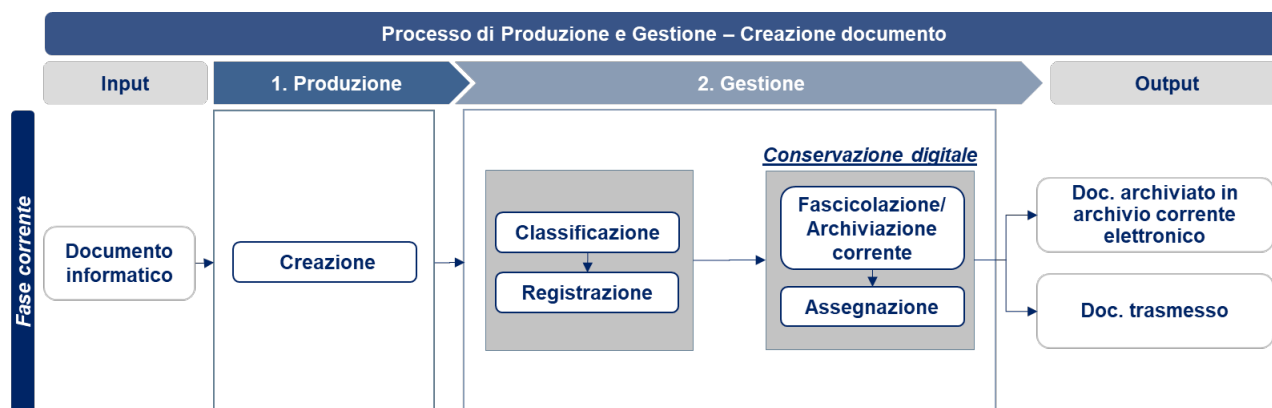 Processo di Produzione e Gestione – Creazione documento
Input
1. Produzione
2. Gestione
Output
Fase corrente
Documento
informatico
Creazione
Classificazione
Registrazione
Conservazione digitale
Fascicolazione/
Archiviazione
corrente
Assegnazione
Doc. archiviato in
archivio corrente
elettronico
Doc. trasmesso